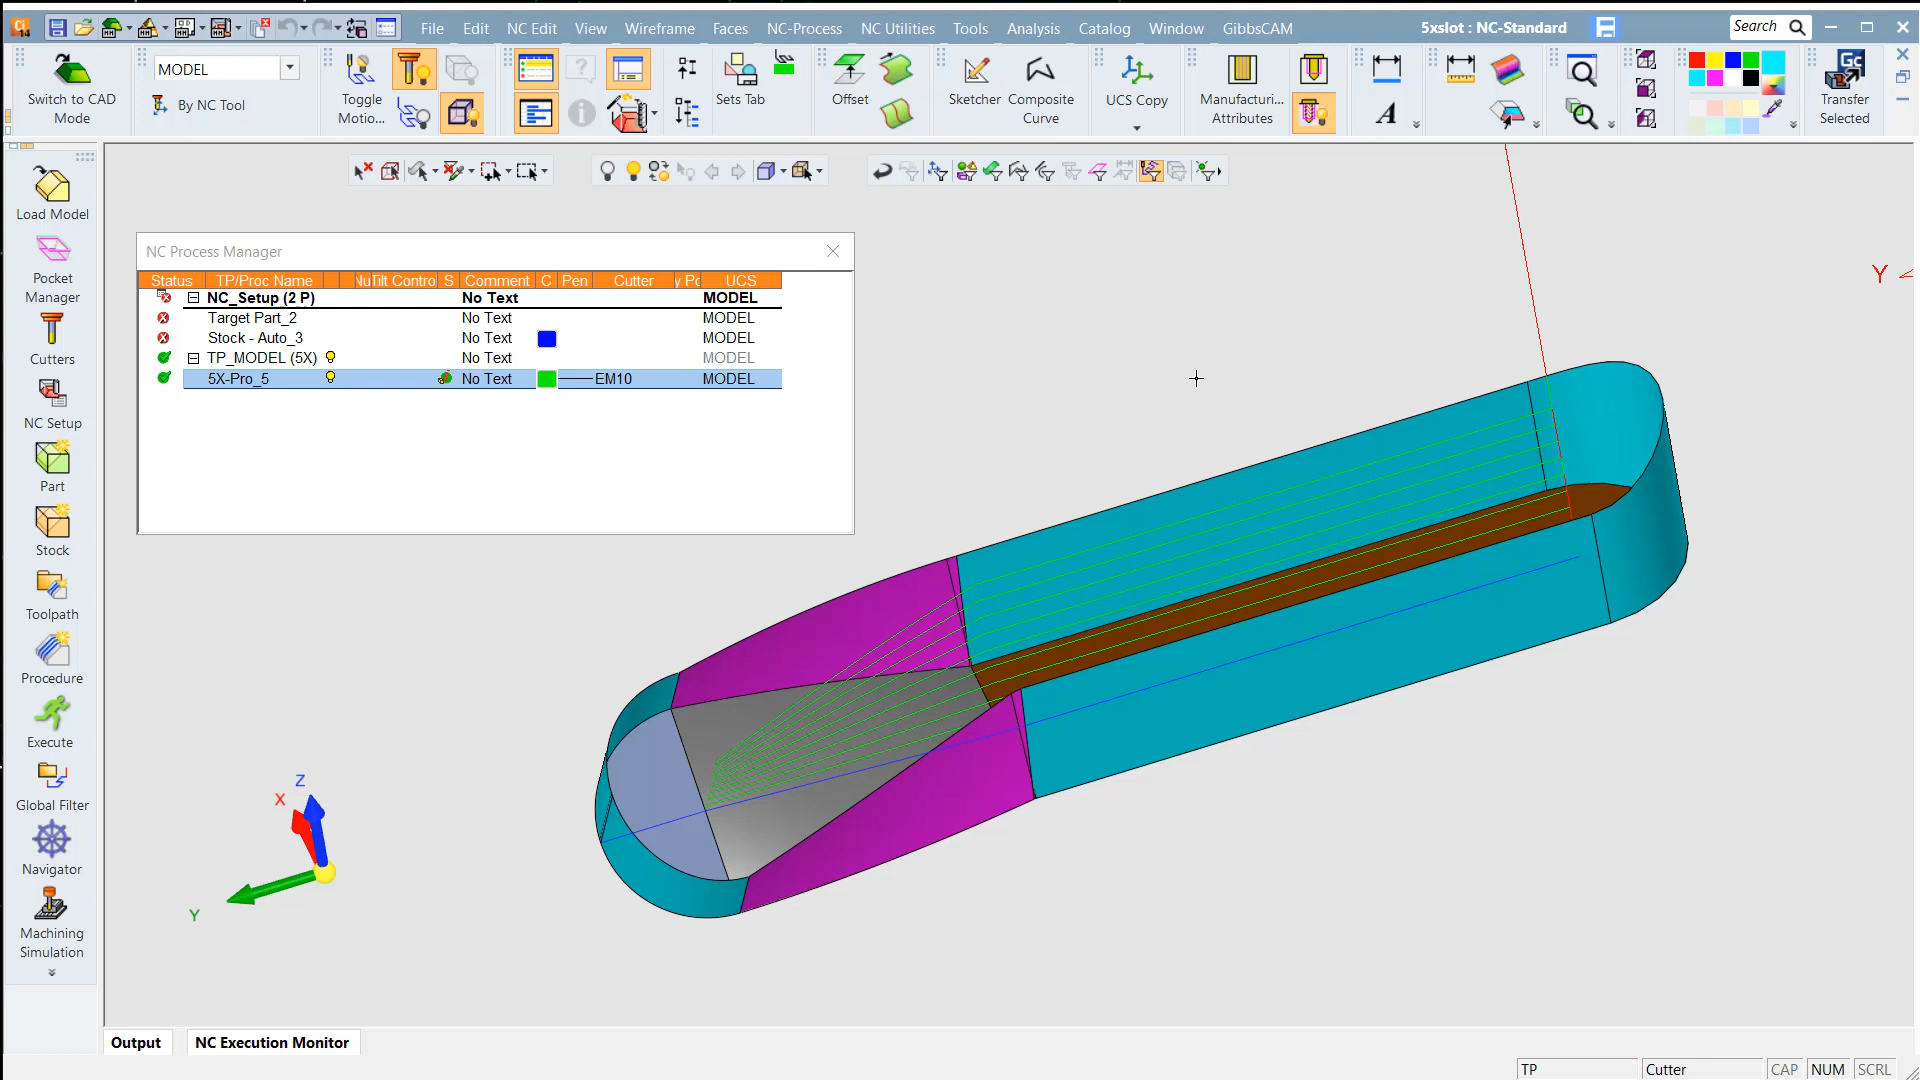 File Edit NC Edit View Wireframe Faces NC-Process NC Utilities Tools Analysis Catalog Window GibbsCAM 5xslot : NC-Standard Search
MODEL
By NC Tool
Switch to CAD Mode
Toggle Motio...
Sets Tab
Offset
Sketcher
Composite Curve
UCS Copy
Manufacturi... Attributes
A
Gc
Transfer Selected
Load Model
Pocket Manager
Cutters
NC Setup
Part
Stock
Toolpath
Procedure
Execute
Global Filter
Navigator
Machining Simulation
NC Process Manager
Status TP/Proc Name Tilt Contro S Comment C Pen Cutter y Po UCS
NC_Setup (2 P) No Text MODEL
Target Part_2 No Text MODEL
Stock - Auto_3 No Text MODEL
TP_MODEL (5X) No Text MODEL
5X-Pro_5 No Text EM10 MODEL
Y
Z
X
Y
Output NC Execution Monitor
TP Cutter CAP NUM SCRL